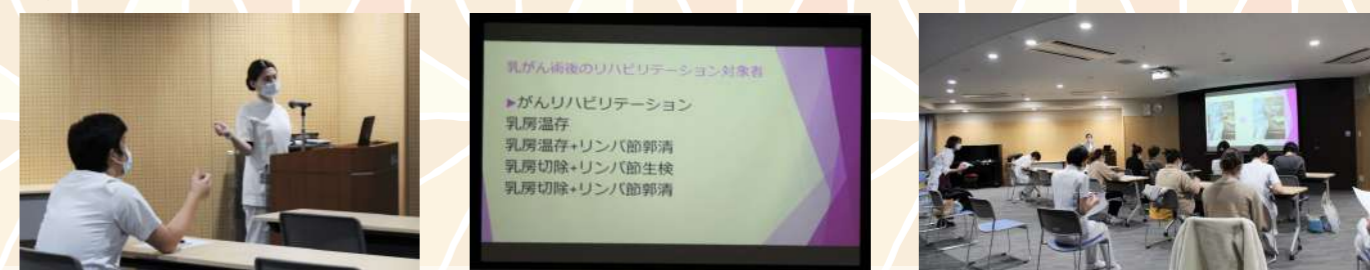 乳がん術後のリハビリテーション対象者
▶がんリハビリテーション
乳房温存
乳房温存+リンパ節郭清
乳房切除+リンパ節生検
乳房切除+リンパ節郭清